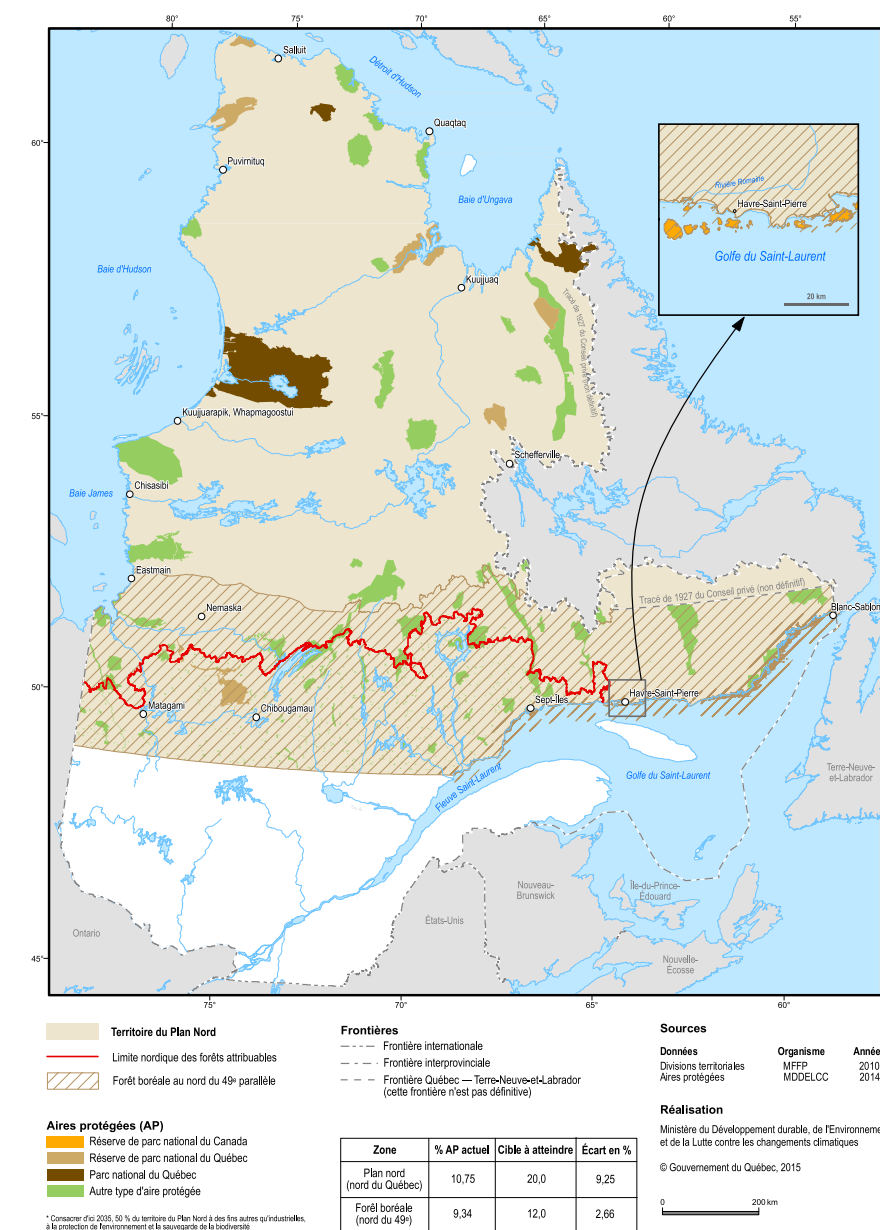 80° 75° 70° 65° 60° 55°
Salluit
Détroit d'Hudson
Quaqtaq
60°
Puvirnituq
Baie d'Ungava
Rivière Romaine
Havre-Saint-Pierre
Golfe du Saint-Laurent
20 km
Baie d'Hudson
Kuujjuaq
Tracé de 1927 du Conseil privé (non définitif)
55°
Kuujjuarapik, Whapmagoostui
Schefferville
Chisasibi
Baie James
Eastmain
Tracé de 1927 du Conseil privé (non définitif)
Nemaska
Blanc-Sablon
50°
Matagami
Chibougamau
Sept-Îles
Havre-Saint-Pierre
Golfe du Saint-Laurent
Fleuve Saint-Laurent
Terre-Neuve-
et-Labrador
Nouveau-
Brunswick
Île-du-Prince-
Édouard
États-Unis
Ontario
Nouvelle-
Écosse
45°
75° 70° 65° 60°
Territoire du Plan Nord
Limite nordique des forêts attribuables
Forêt boréale au nord du 49e parallèle
Aires protégées (AP)
Réserve de parc national du Canada
Réserve de parc national du Québec
Parc national du Québec
Autre type d'aire protégée
* Consacrer d'ici 2035, 50 % du territoire du Plan Nord à des fins autres qu'industrielles,
à la protection de l'environnement et la sauvegarde de la biodiversité
Frontières
Frontière internationale
Frontière interprovinciale
Frontière Québec — Terre-Neuve-et-Labrador
(cette frontière n'est pas définitive)
Zone % AP actuel Cible à atteindre Écart en %
Plan nord
(nord du Québec) 10,75 20,0 9,25
Forêl boréale
(nord du 49e) 9,34 12,0 2,66
Sources
Données Organisme Année
Divisions territoriales MFFP 2010
Aires protégées MDDELCC 2014
Réalisation
Ministère du Développement durable, de l'Environneme
et de la Lutte contre les changements climatiques
© Gouvernement du Québec, 2015
0 200 km